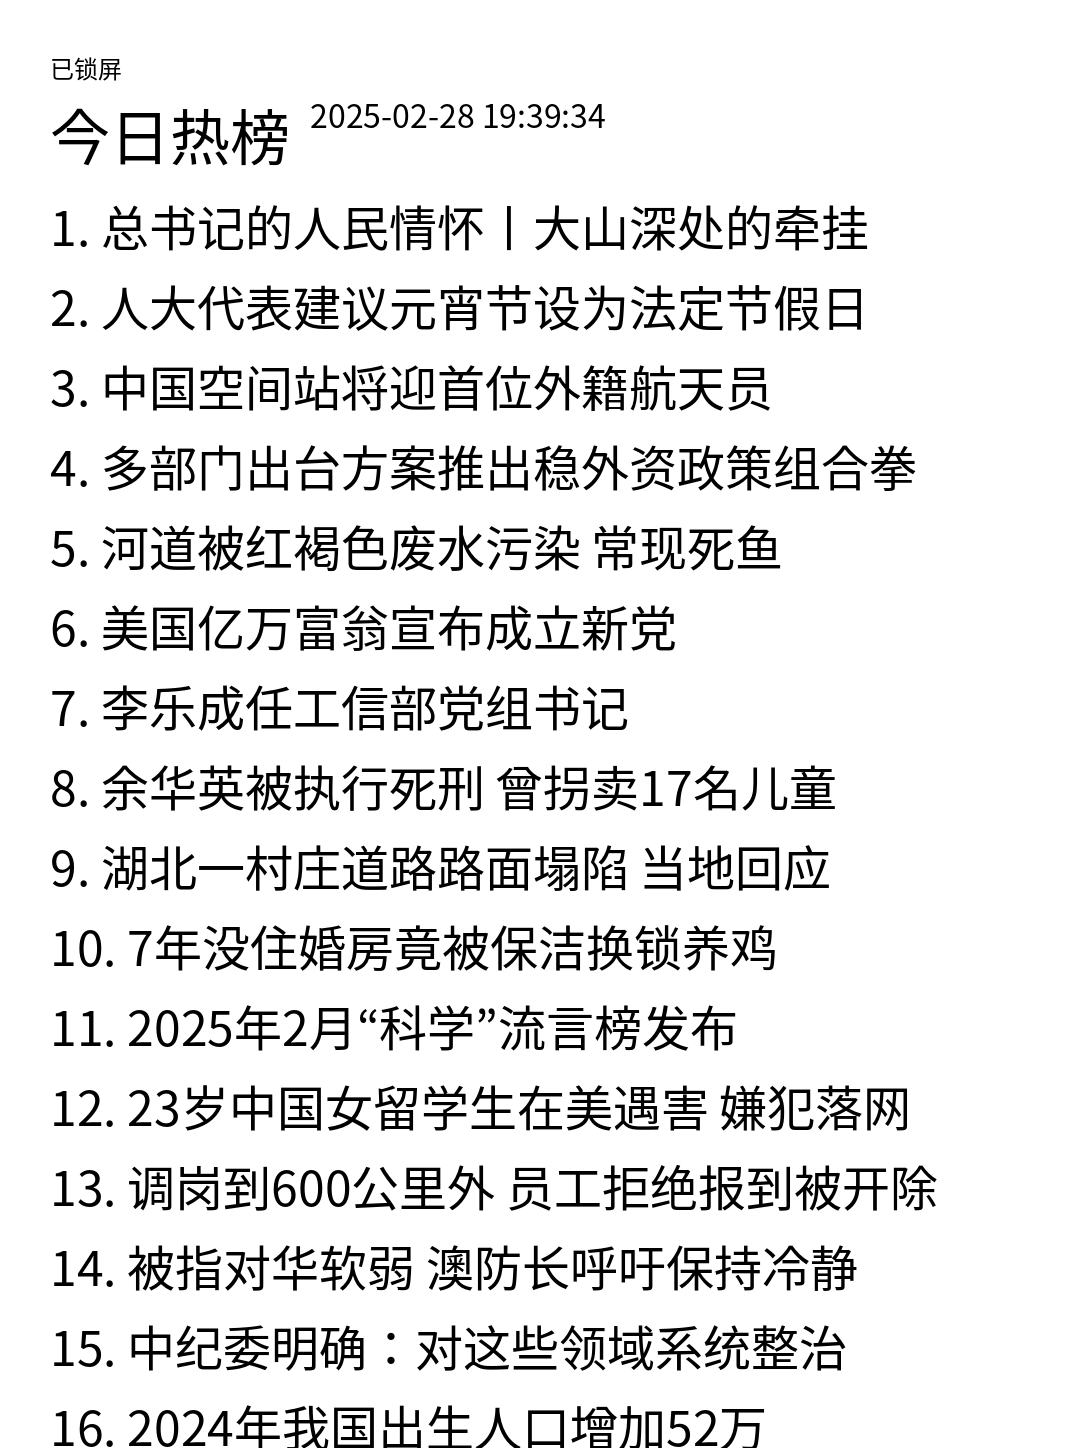 已锁屏
今日热榜 2025-02-28 19:39:34
1. 总书记的人民情怀丨大山深处的牵挂
2. 人大代表建议元宵节设为法定节假日
3. 中国空间站将迎首位外籍航天员
4. 多部门出台方案推出稳外资政策组合拳
5. 河道被红褐色废水污染 常现死鱼
6. 美国亿万富翁宣布成立新党
7. 李乐成任工信部党组书记
8. 余华英被执行死刑 曾拐卖17名儿童
9. 湖北一村庄道路路面塌陷 当地回应
10. 7年没住婚房竟被保洁换锁养鸡
11. 2025年2月“科学”流言榜发布
12. 23岁中国女留学生在美遇害 嫌犯落网
13. 调岗到600公里外 员工拒绝报到被开除
14. 被指对华软弱 澳防长呼吁保持冷静
15. 中纪委明确：对这些领域系统整治
16. 2024年我国出生人口增加52万